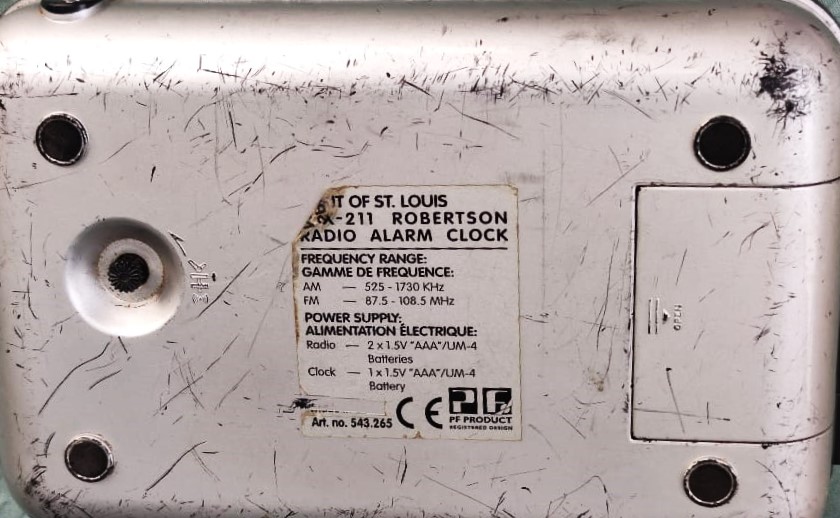 IT OF ST. LOUIS
-211 ROBERTSON
RADIO ALARM CLOCK
FREQUENCY RANGE:
GAMME DE FREQUENCE:
AM — 525 - 1730 KHz
FM — 87.5 - 108.5 MHz
POWER SUPPLY:
ALIMENTATION ÉLECTRIQUE:
Radio — 2 x 1.5V "AAA"/UM-4
Batteries
Clock — 1 x 1.5V "AAA"/UM-4
Battery
CE PF
PF PRODUCT
REGISTERED DESIGN
Art. no. 543.265
OPEN